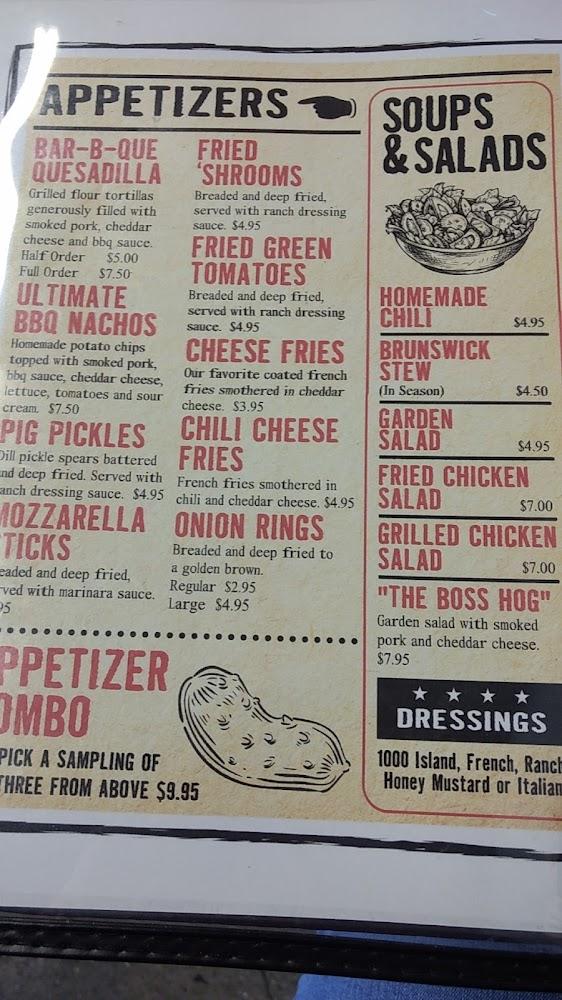 APPETIZERS
BAR-B-QUE
QUESADILLA
Grilled flour tortillas
generously filled with
smoked pork, cheddar
cheese and bbq sauce.
Half Order $5.00
Full Order $7.50
ULTIMATE
BBQ NACHOS
Homemade potato chips
topped with smoked pork,
bbq sauce, cheddar cheese,
lettuce, tomatoes and sour
cream. $7.50
PIG PICKLES
Dill pickle spears battered
and deep fried. Served with
ranch dressing sauce. $4.95
MOZZARELLA
TICKS
eaded and deep fried,
rved with marinara sauce.
95
FRIED
'SHROOMS
Breaded and deep fried,
served with ranch dressing
sauce. $4.95
FRIED GREEN
TOMATOES
Breaded and deep fried,
served with ranch dressing
sauce. $4.95
CHEESE FRIES
Our favorite coated french
fries smothered in cheddar
cheese. $3.95
CHILI CHEESE
FRIES
French fries smothered in
chili and cheddar cheese. $4.95
ONION RINGS
Breaded and deep fried to
a golden brown.
Regular $2.95
Large $4.95
PPETIZER
OMBO
PICK A SAMPLING OF
THREE FROM ABOVE $9.95
SOUPS
& SALADS
HOMEMADE
CHILI $4.95
BRUNSWICK
STEW
(In Season) $4.50
GARDEN
SALAD $4.95
FRIED CHICKEN
SALAD $7.00
GRILLED CHICKEN
SALAD $7.00
"THE BOSS HOG"
Garden salad with smoked
pork and cheddar cheese.
$7.95
DRESSINGS
1000 Island, French, Ranch
Honey Mustard or Italian